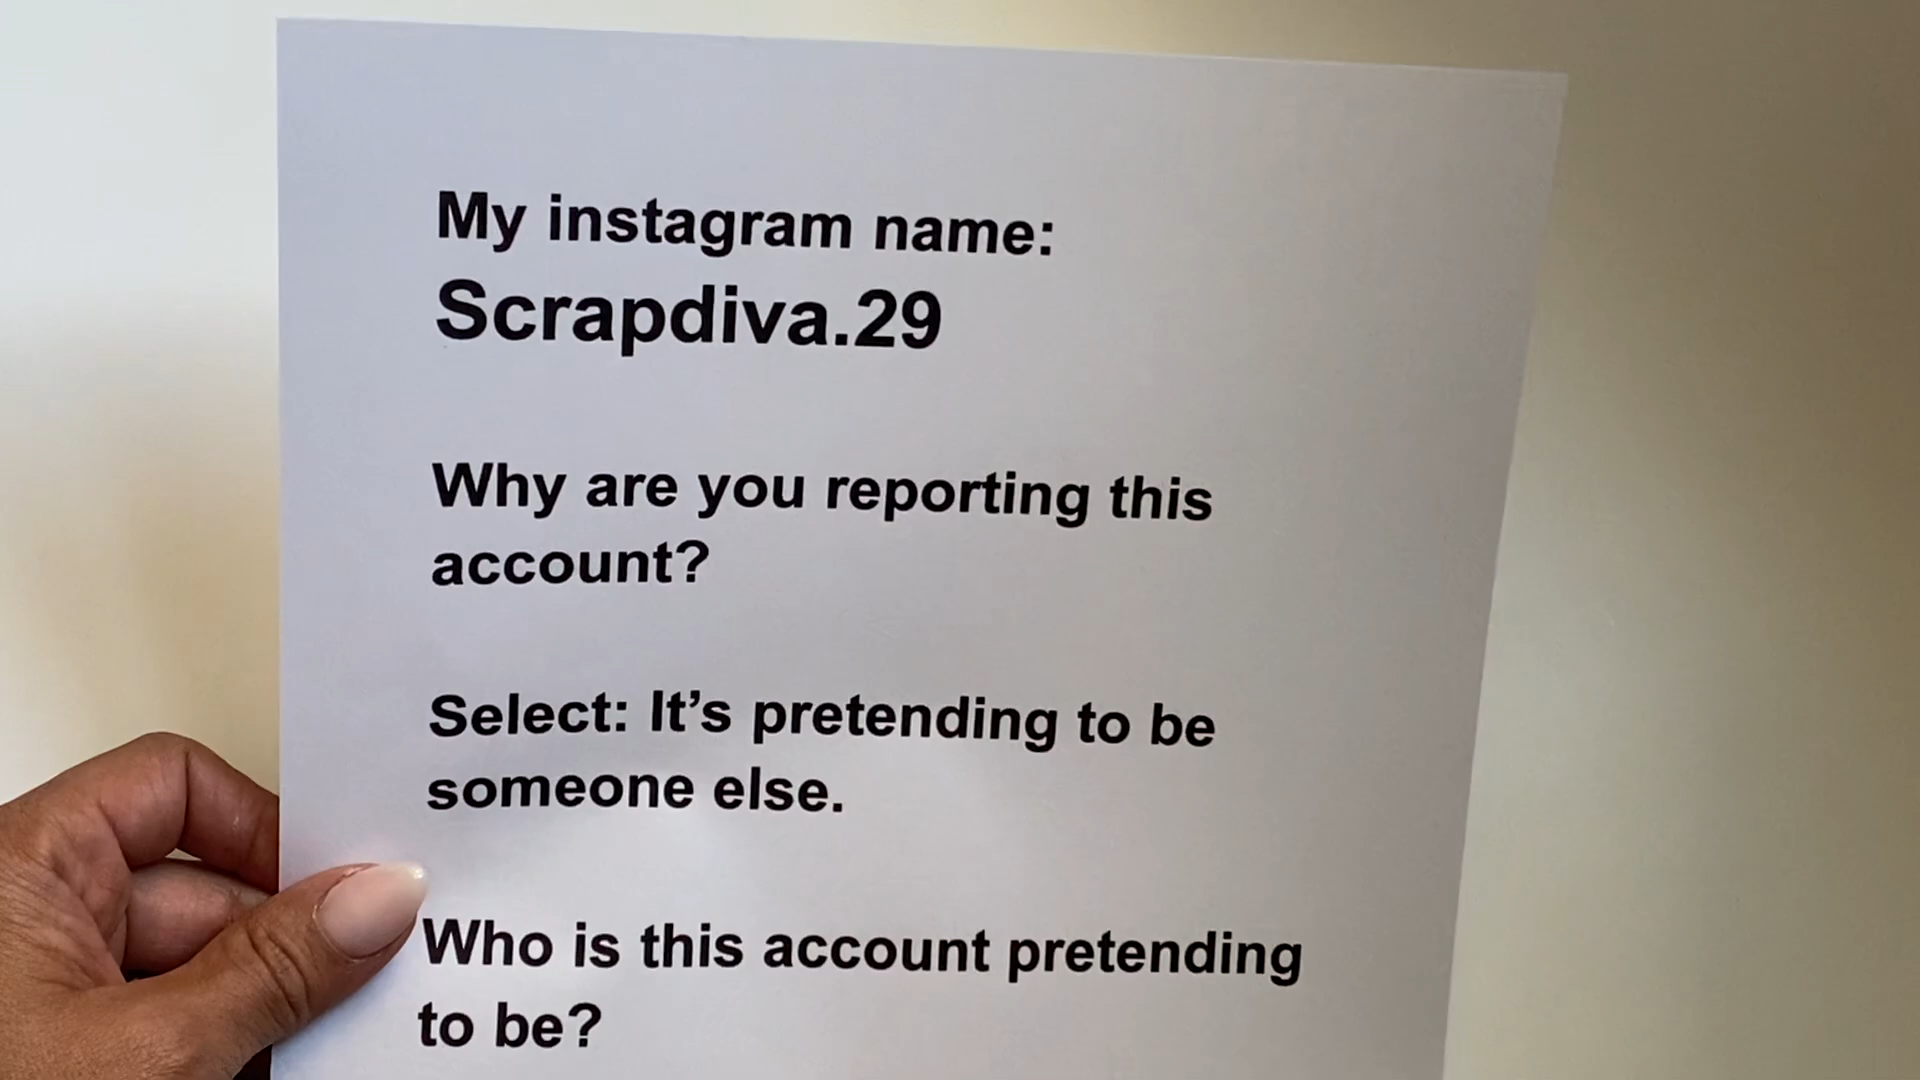 My instagram name:
Scrapdiva.29
Why are you reporting this
account?
Select: It’s pretending to be
someone else.
Who is this account pretending
to be?